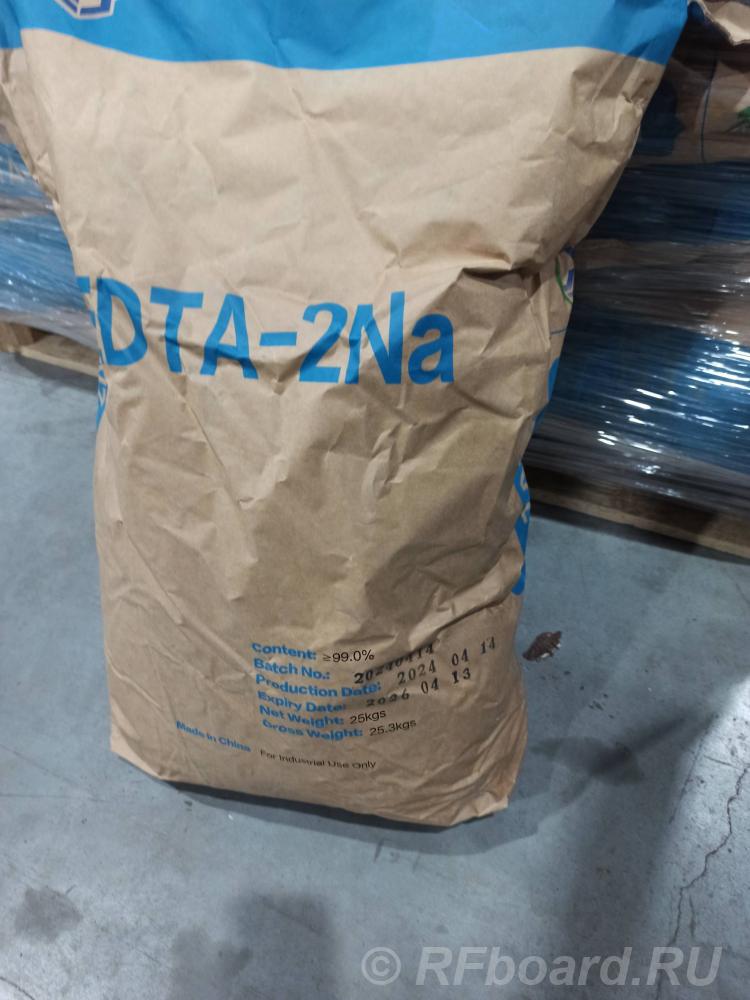 EDTA-2Na
Content: ≥99.0%
Batch No.: 20240414
Production Date: 2024 04 14
Expiry Date: 2026 04 13
Net Weight: 25kgs
Gross Weight: 25.3kgs
Made in China For Industrial Use Only
© RFboard.RU